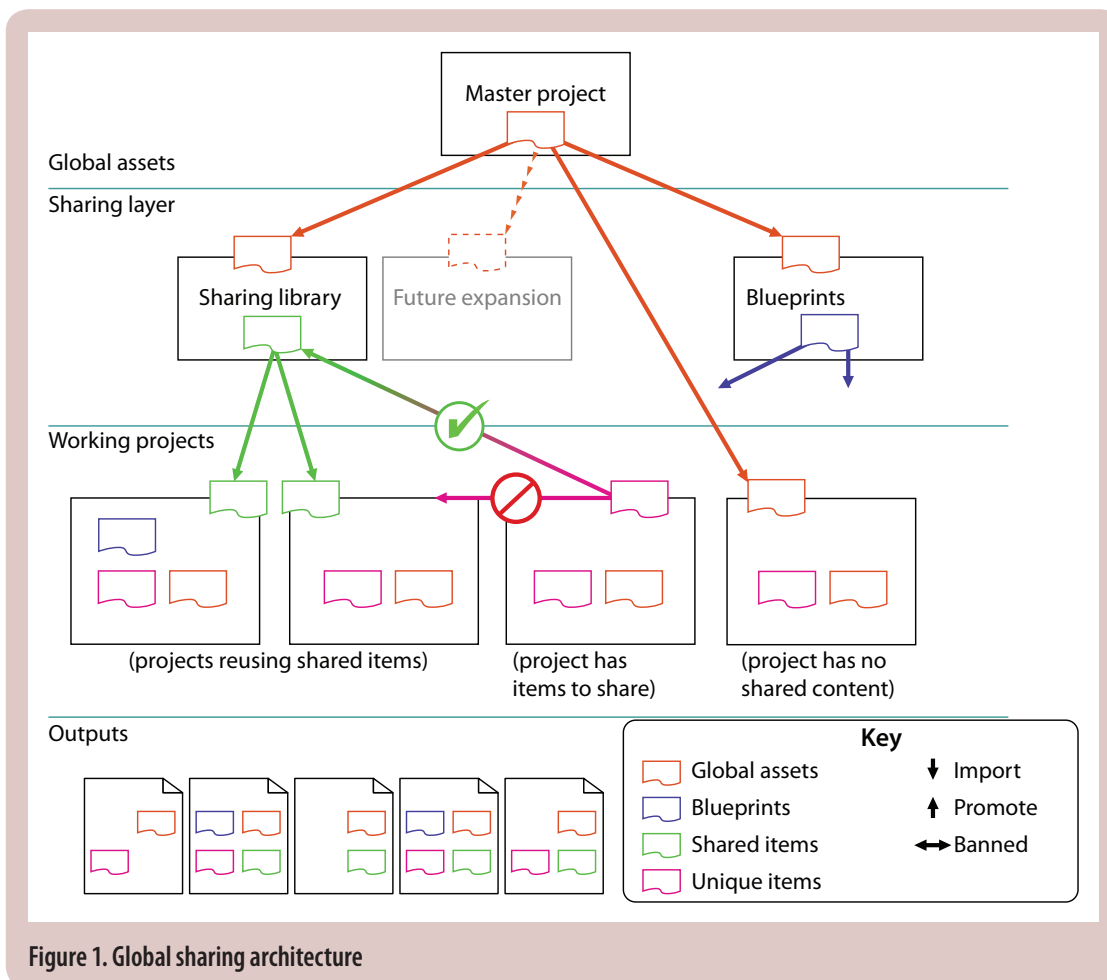 Master project
Global assets
Sharing layer
Sharing library
Future expansion
Blueprints
Working projects
(projects reusing shared items)
(project has
items to share)
(project has no
shared content)
Outputs
Key
Global assets
Blueprints
Shared items
Unique items
Import
Promote
Banned
Figure 1. Global sharing architecture